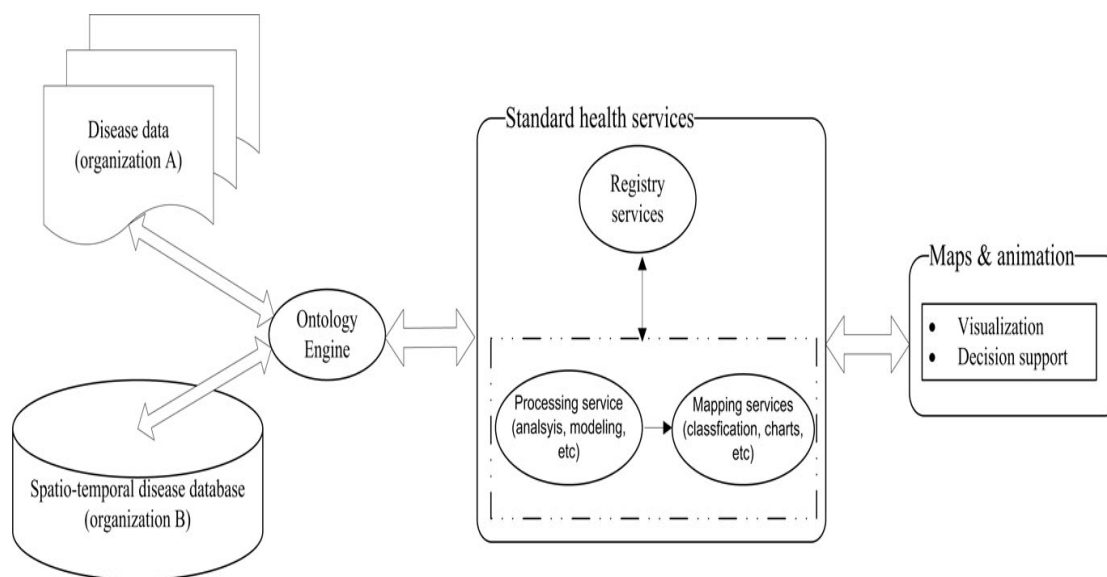 Disease data
(organization A)
Spatio-temporal disease database
(organization B)
Ontology
Engine
Standard health services
Registry
services
Processing service
(analsyis, modeling,
etc)
Mapping services
(classfication, charts,
etc)
Maps & animation
• Visualization
• Decision support